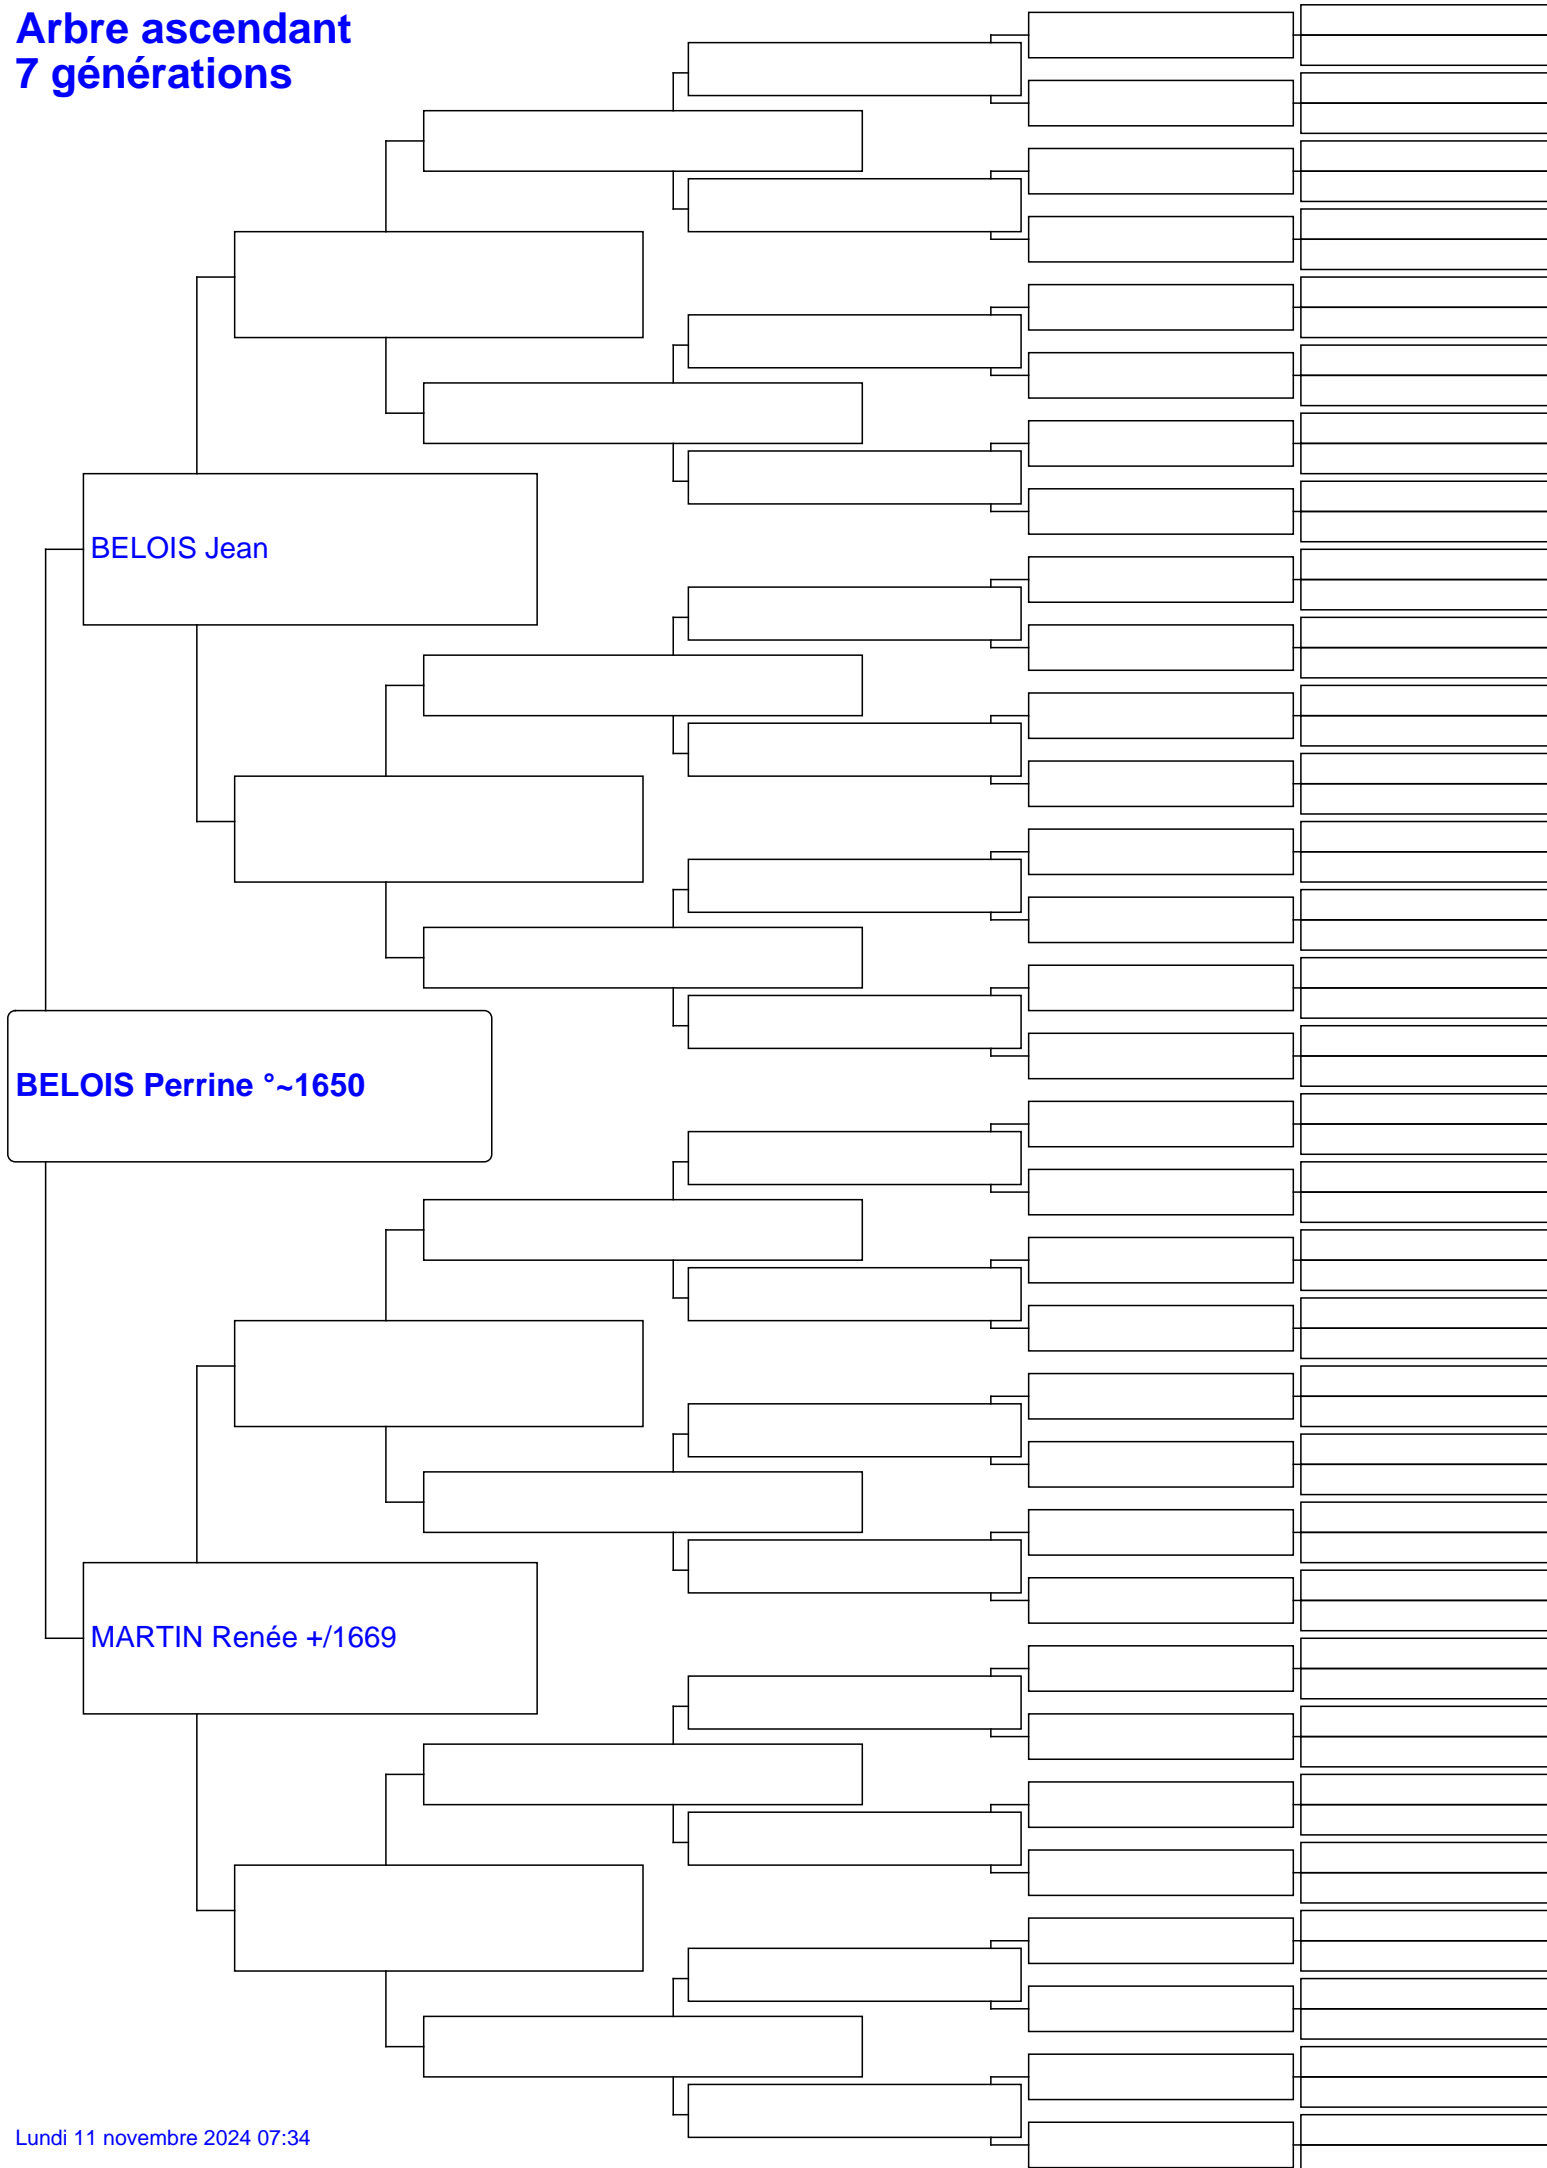 Arbre ascendant
7 générations
BELOIS Jean
BELOIS Perrine °~1650
MARTIN Renée +/1669
Lundi 11 novembre 2024 07:34